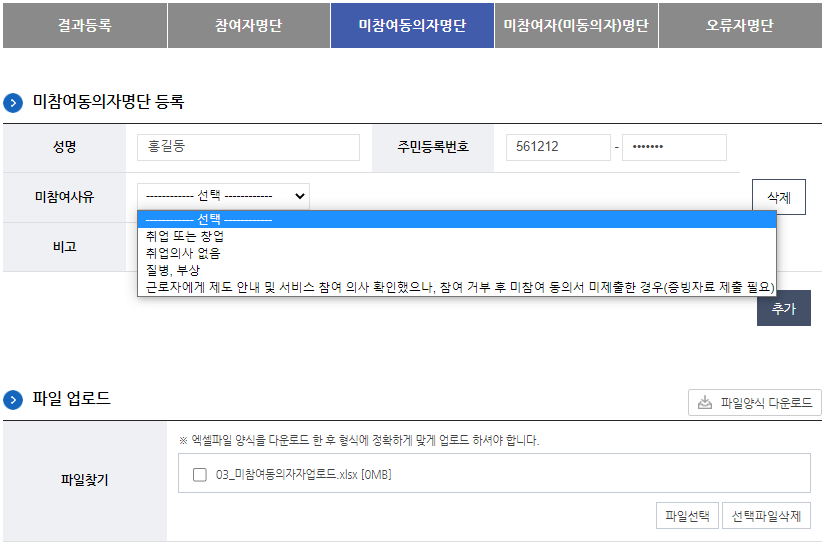 결과등록 참여자명단 미참여동의자명단 미참여자(미동의자)명단 오류자명단
미참여동의자명단 등록
성명 홍길동 주민등록번호 561212 - •••••••
미참여사유 ------------ 선택 ------------ 삭제
------------ 선택 ------------
취업 또는 창업
비고
취업의사 없음
질병, 부상
근로자에게 제도 안내 및 서비스 참여 의사 확인했으나, 참여 거부 후 미참여 동의서 미제출한 경우(증빙자료 제출 필요)
추가
파일 업로드 파일양식 다운로드
※ 엑셀파일 양식을 다운로드 한 후 형식에 정확하게 맞게 업로드 하셔야 합니다.
파일찾기 03_미참여동의자자업로드.xlsx [0MB]
파일선택 선택파일삭제